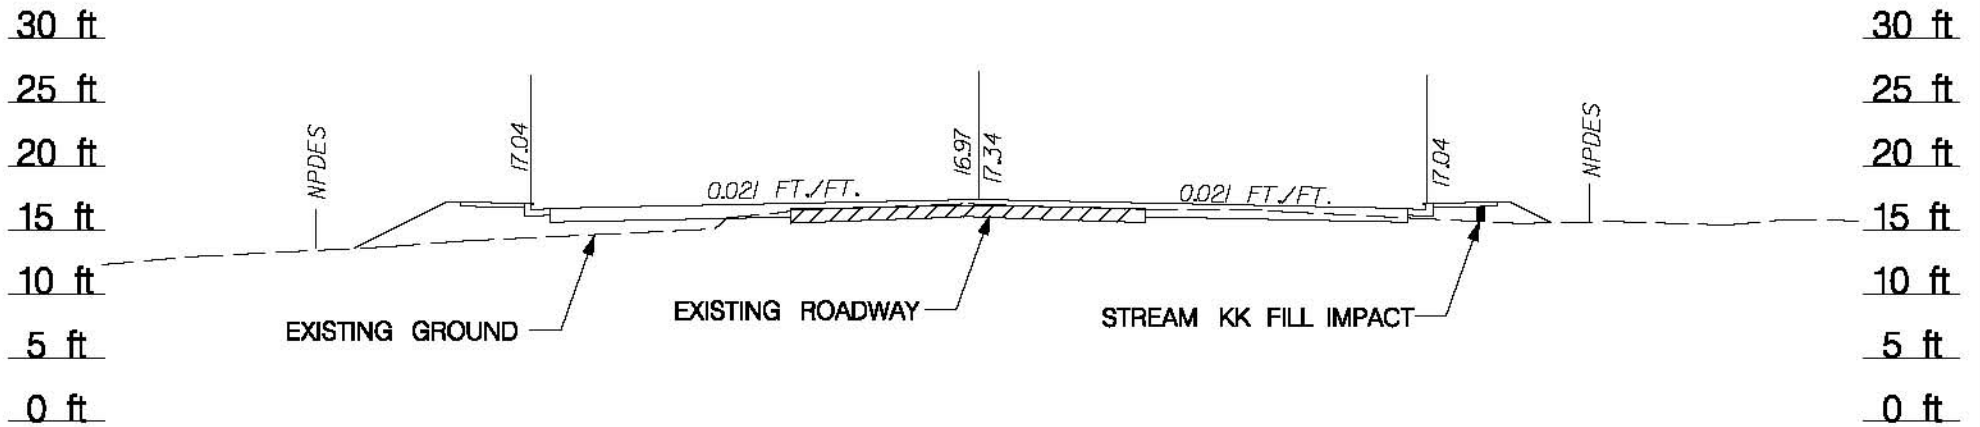 30 ft
30 ft
25 ft
25 ft
NPDES
17.04
16.97
17.34
17.04
NPDES
20 ft
20 ft
0.021 FT./FT.
0.021 FT./FT.
15 ft
15 ft
10 ft
10 ft
EXISTING GROUND
EXISTING ROADWAY
STREAM KK FILL IMPACT
5 ft
5 ft
0 ft
0 ft